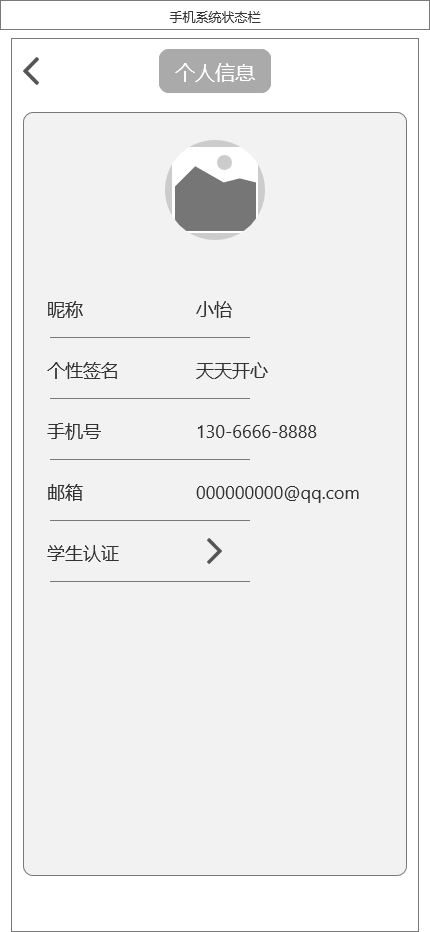 手机系统状态栏
个人信息
昵称 小怡
个性签名 天天开心
手机号 130-6666-8888
邮箱 000000000@qq.com
学生认证